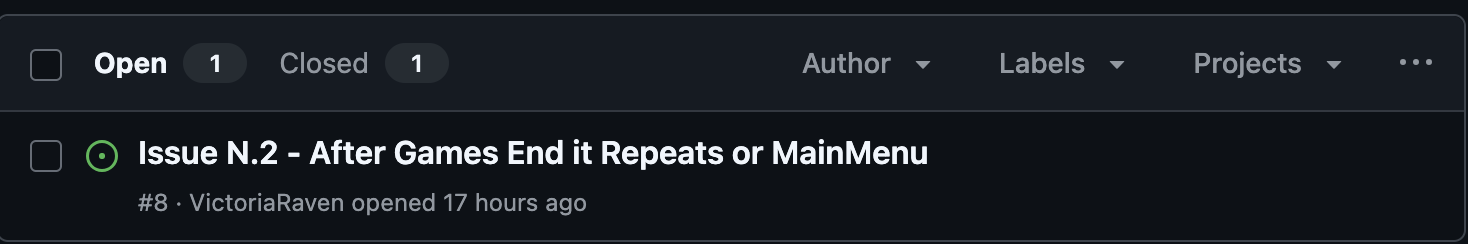 Open 1 Closed 1 Author Labels Projects ...
Issue N.2 - After Games End it Repeats or MainMenu
#8 · VictoriaRaven opened 17 hours ago